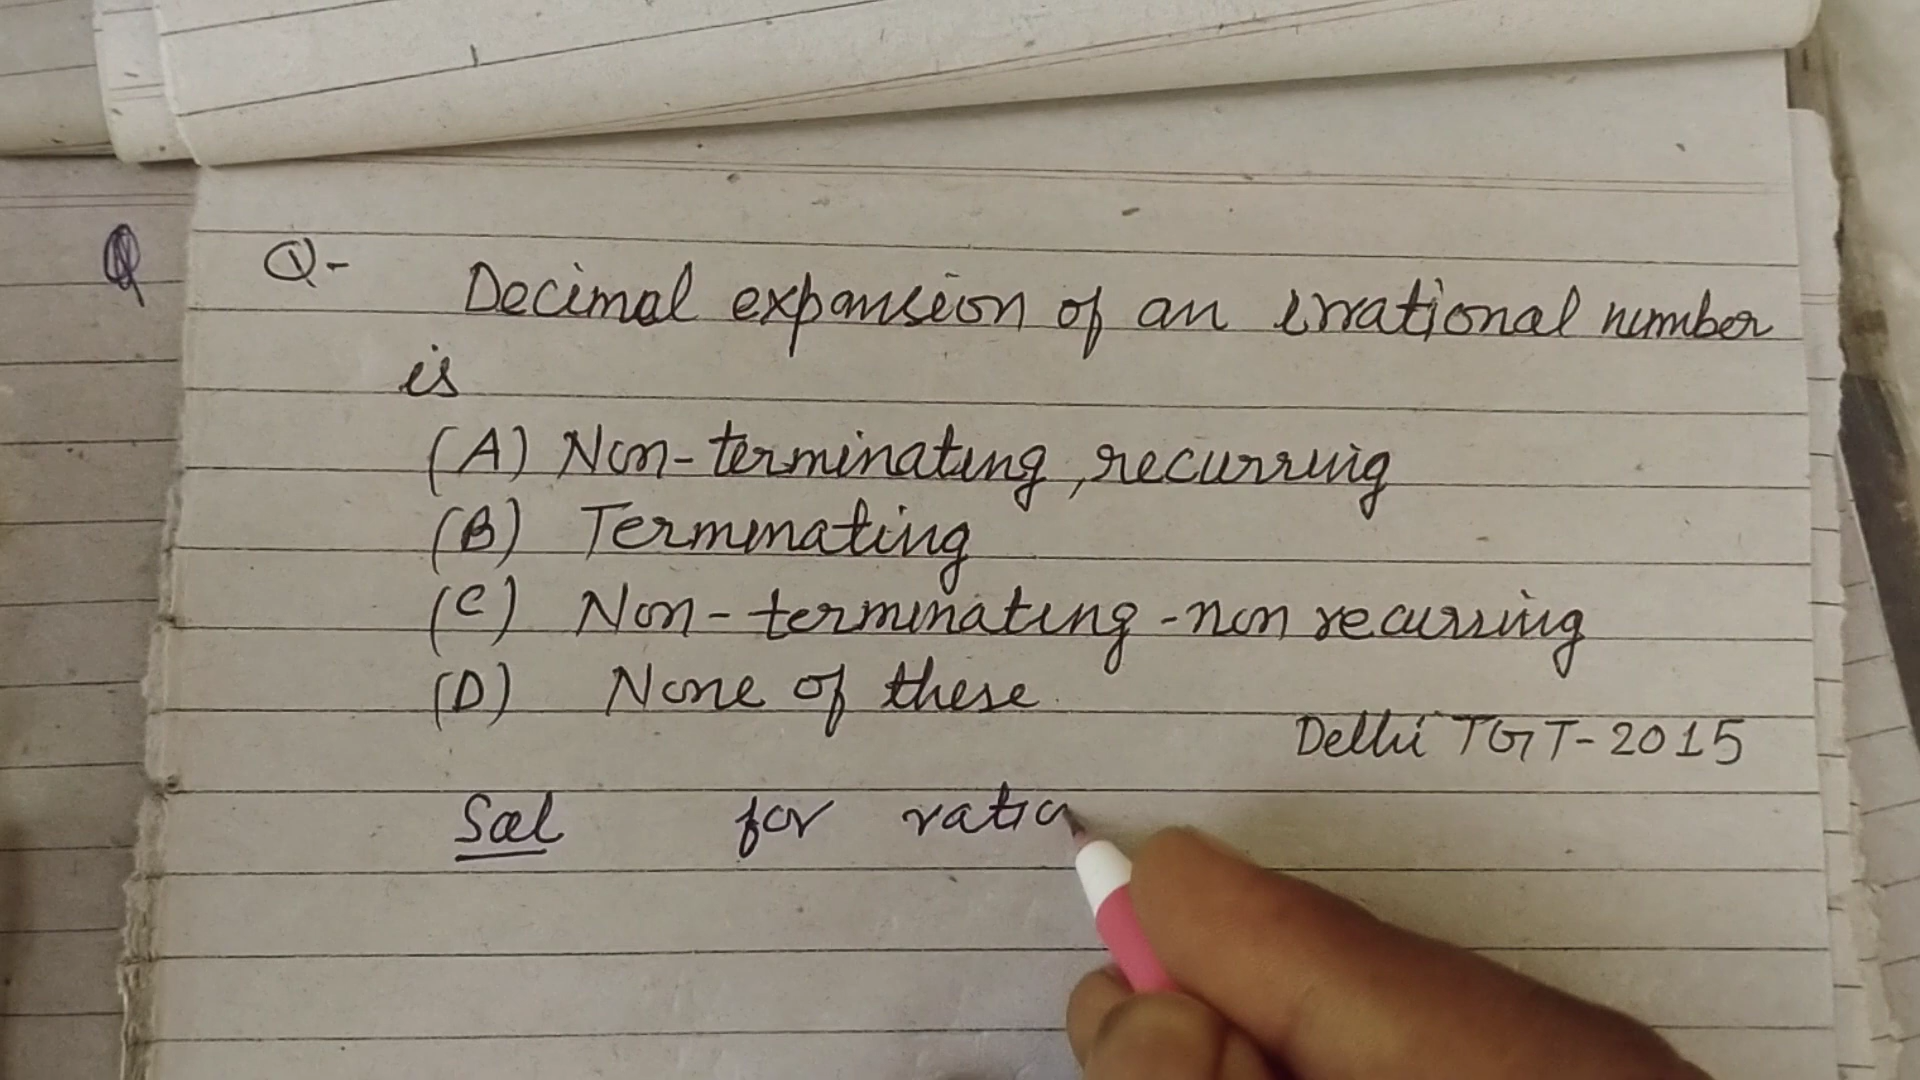 Q- Decimal expansion of an irrational number
is
(A) Non-terminating, recurring
(B) Terminating
(C) Non-terminating-non recurring
(D) None of these
Delhi TGT-2015
Sol for ratio